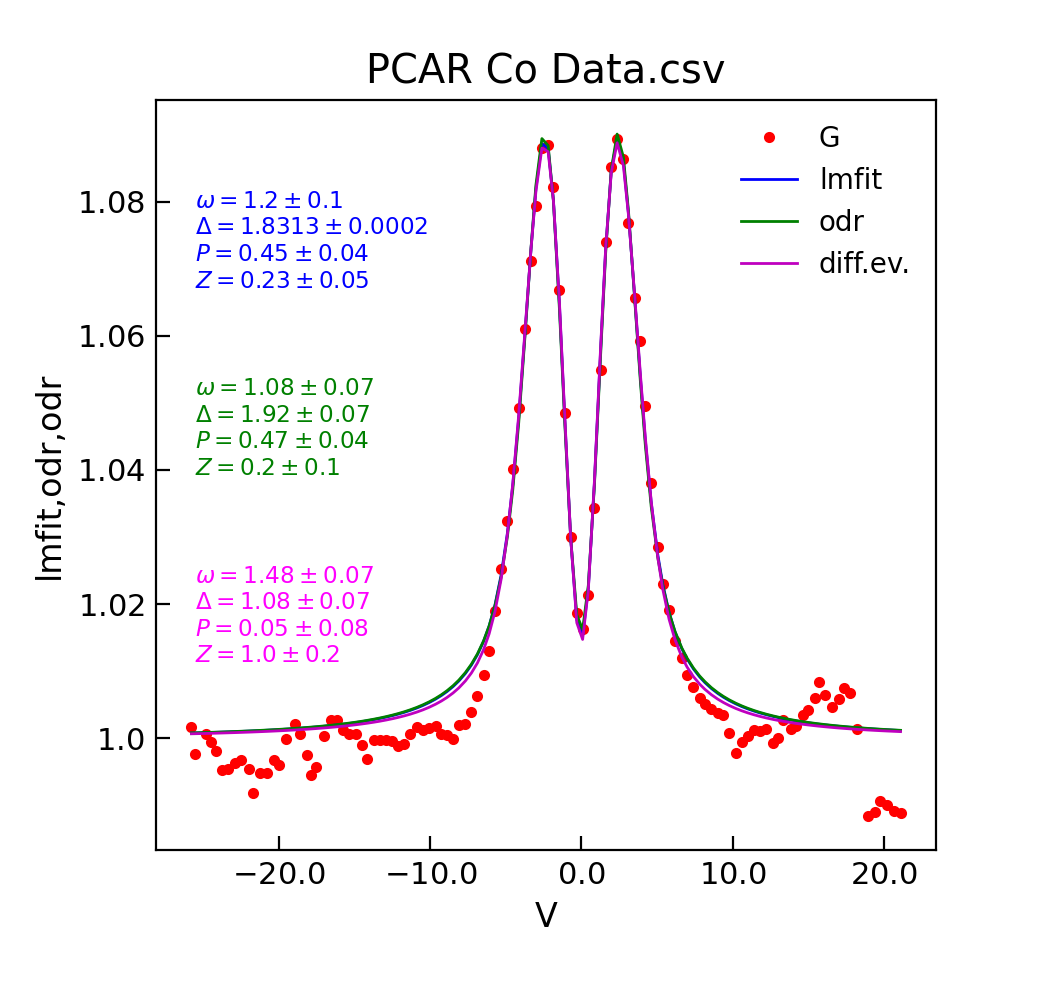 PCAR Co Data.csv
G
lmfit
odr
diff.ev.
ω = 1.2 ± 0.1
Δ = 1.8313 ± 0.0002
P = 0.45 ± 0.04
Z = 0.23 ± 0.05
ω = 1.08 ± 0.07
Δ = 1.92 ± 0.07
P = 0.47 ± 0.04
Z = 0.2 ± 0.1
ω = 1.48 ± 0.07
Δ = 1.08 ± 0.07
P = 0.05 ± 0.08
Z = 1.0 ± 0.2
1.08
1.06
1.04
1.02
1.0
lmfit,odr,odr
−20.0 −10.0 0.0 10.0 20.0
V